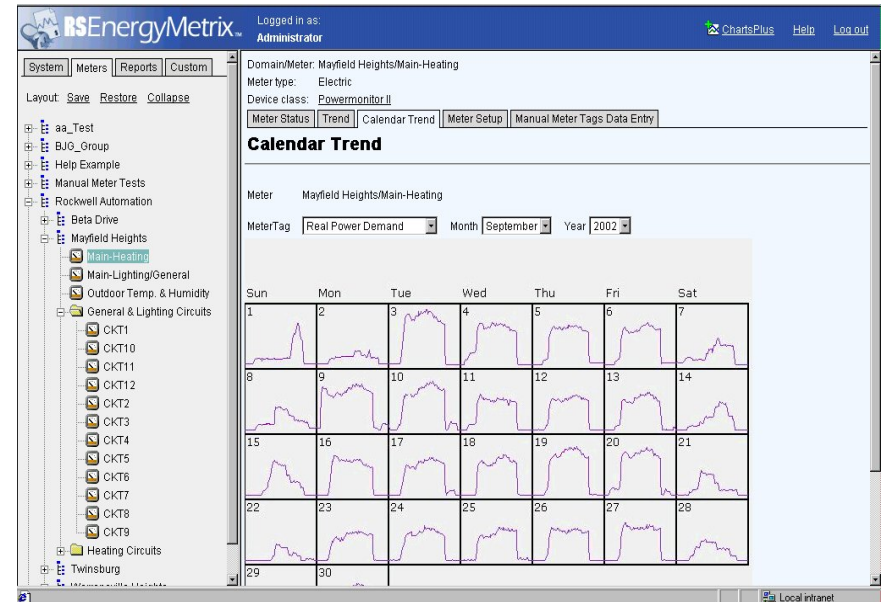 RSEnergyMetrix™
Logged in as:
Administrator
ChartsPlus Help Log out
System Meters Reports Custom
Layout: Save Restore Collapse
aa_Test
BJG_Group
Help Example
Manual Meter Tests
Rockwell Automation
Beta Drive
Mayfield Heights
Main-Heating
Main-Lighting/General
Outdoor Temp. & Humidity
General & Lighting Circuits
CKT1
CKT10
CKT11
CKT12
CKT2
CKT3
CKT4
CKT5
CKT6
CKT7
CKT8
CKT9
Heating Circuits
Twinsburg
Domain/Meter: Mayfield Heights/Main-Heating
Meter type: Electric
Device class: Powermonitor II
Meter Status Trend Calendar Trend Meter Setup Manual Meter Tags Data Entry
Calendar Trend
Meter Mayfield Heights/Main-Heating
MeterTag Real Power Demand Month September Year 2002
Sun Mon Tue Wed Thu Fri Sat
1 2 3 4 5 6 7
8 9 10 11 12 13 14
15 16 17 18 19 20 21
22 23 24 25 26 27 28
29 30
Local intranet